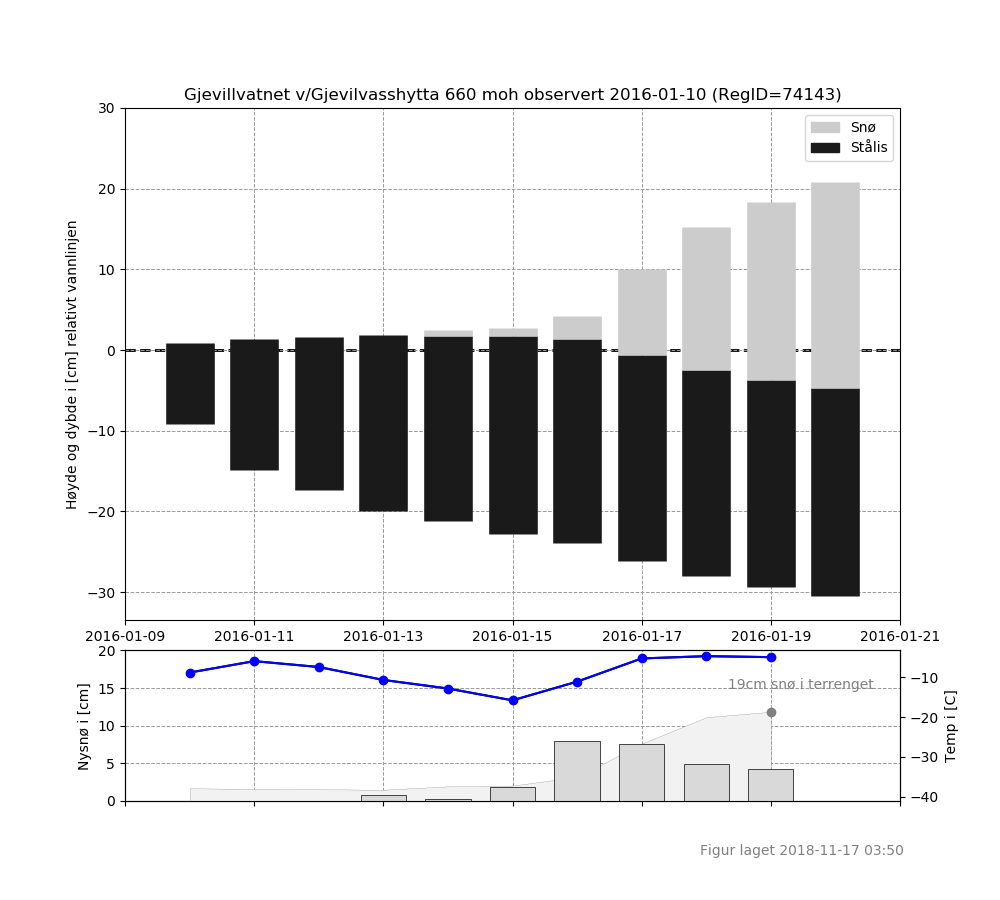 Gjevillvatnet v/Gjevilvasshytta 660 moh observert 2016-01-10 (RegID=74143)
Høyde og dybde i [cm] relativt vannlinjen
30
20
10
0
−10
−20
−30
Snø
Stålis
2016-01-09 2016-01-11 2016-01-13 2016-01-15 2016-01-17 2016-01-19 2016-01-21
Nysnø i [cm]
20
15
10
5
0
19cm snø i terrenget
−10
−20
−30
−40
Temp i [C]
Figur laget 2018-11-17 03:50